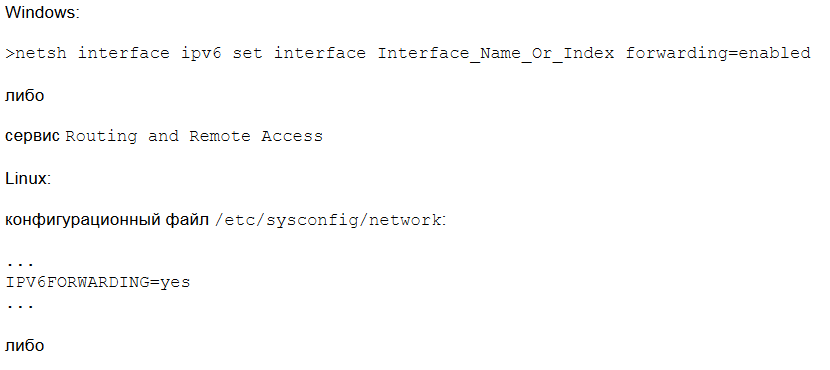 Windows:
>netsh interface ipv6 set interface Interface_Name_Or_Index forwarding=enabled
либо
сервис Routing and Remote Access
Linux:
конфигурационный файл /etc/sysconfig/network:
...
IPV6FORWARDING=yes
...
либо